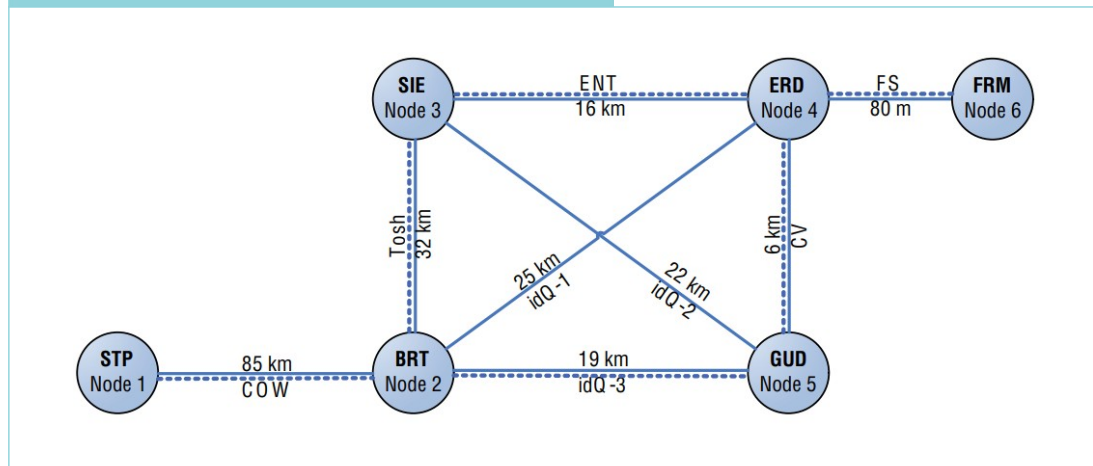 SIE
Node 3
ENT
16 km
ERD
Node 4
FS
80 m
FRM
Node 6
Tosh
32 km
25 km
idQ-1
22 km
idQ-2
6 km
CV
STP
Node 1
85 km
COW
BRT
Node 2
19 km
idQ-3
GUD
Node 5